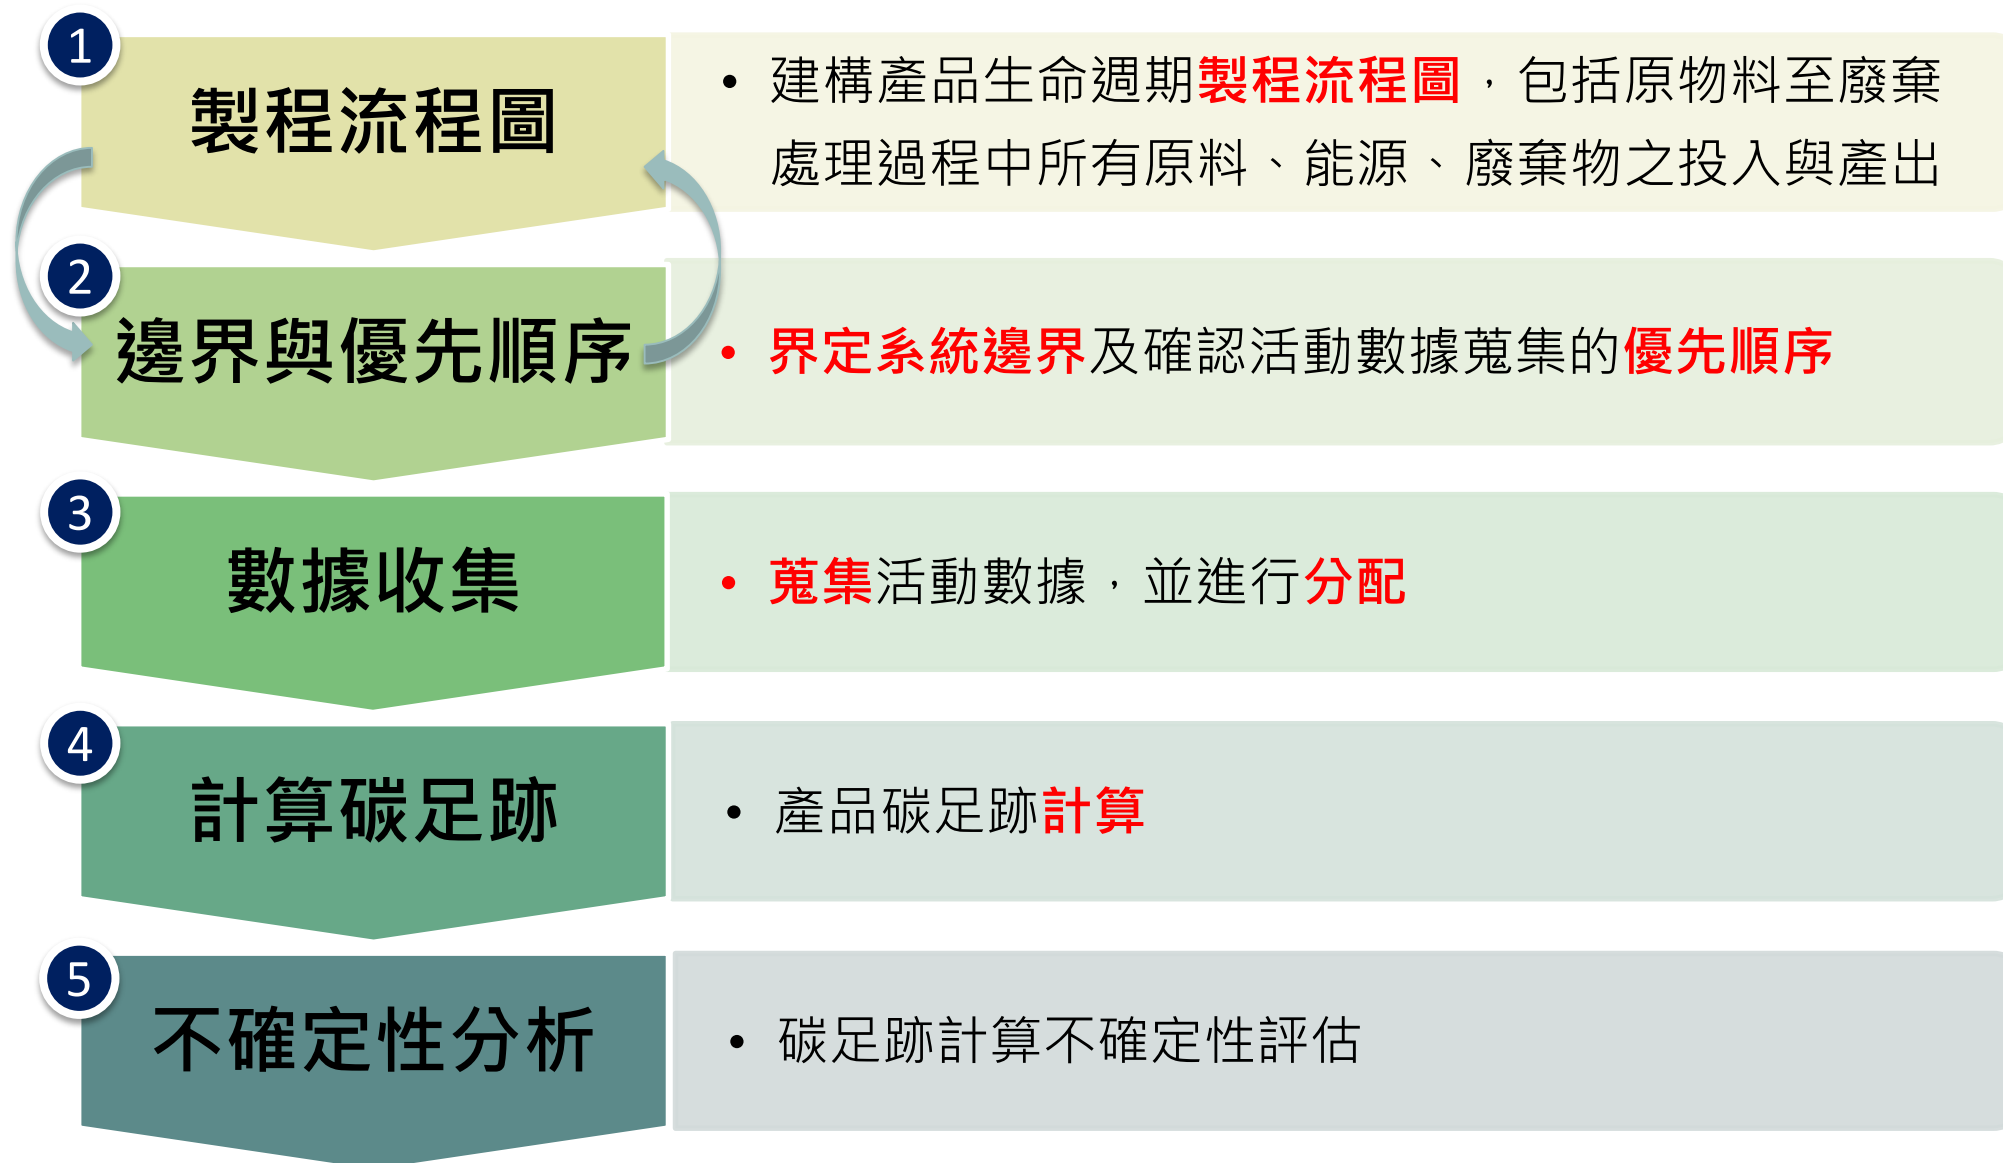 1
製程流程圖
• 建構產品生命週期製程流程圖，包括原物料至廢棄
處理過程中所有原料、能源、廢棄物之投入與產出
2
邊界與優先順序
• 界定系統邊界及確認活動數據蒐集的優先順序
3
數據收集
• 蒐集活動數據，並進行分配
4
計算碳足跡
• 產品碳足跡計算
5
不確定性分析
• 碳足跡計算不確定性評估